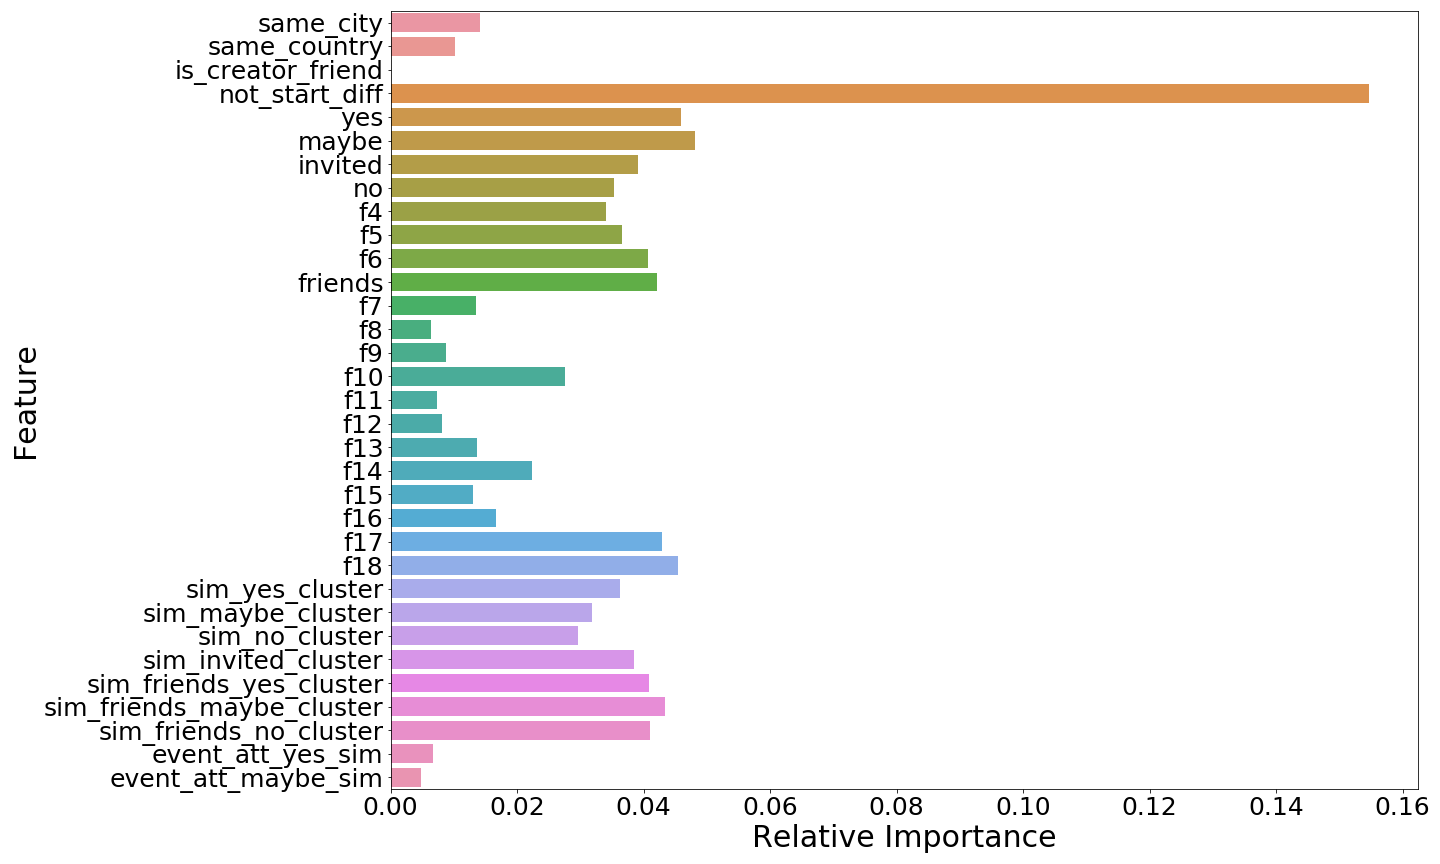 same_city
same_country
is_creator_friend
not_start_diff
yes
maybe
invited
no
f4
f5
f6
friends
f7
f8
f9
f10
f11
f12
f13
f14
f15
f16
f17
f18
sim_yes_cluster
sim_maybe_cluster
sim_no_cluster
sim_invited_cluster
sim_friends_yes_cluster
sim_friends_maybe_cluster
sim_friends_no_cluster
event_att_yes_sim
event_att_maybe_sim
Feature
0.00 0.02 0.04 0.06 0.08 0.10 0.12 0.14 0.16
Relative Importance